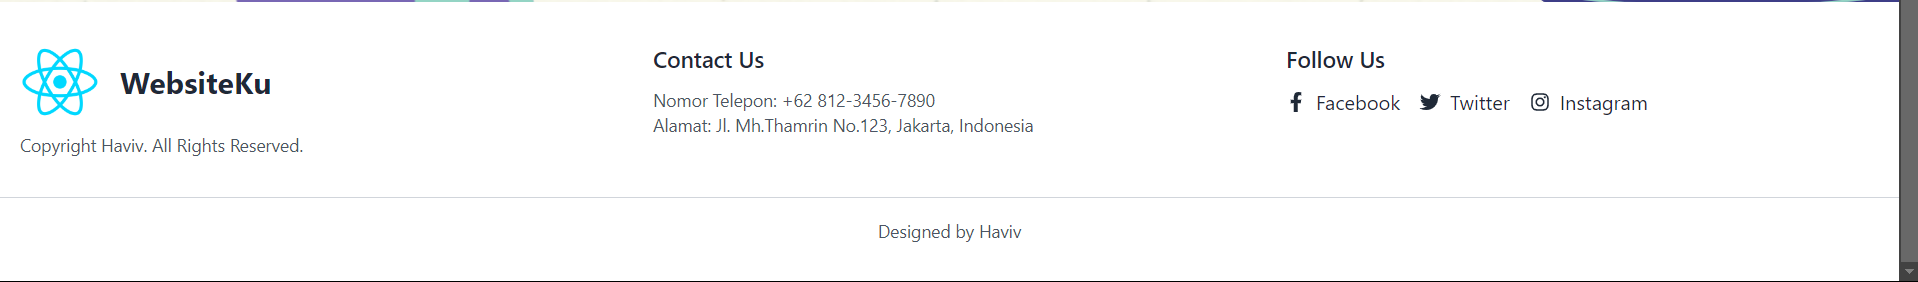 WebsiteKu
Copyright Haviv. All Rights Reserved.
Contact Us
Nomor Telepon: +62 812-3456-7890
Alamat: Jl. Mh.Thamrin No.123, Jakarta, Indonesia
Follow Us
Facebook Twitter Instagram
Designed by Haviv